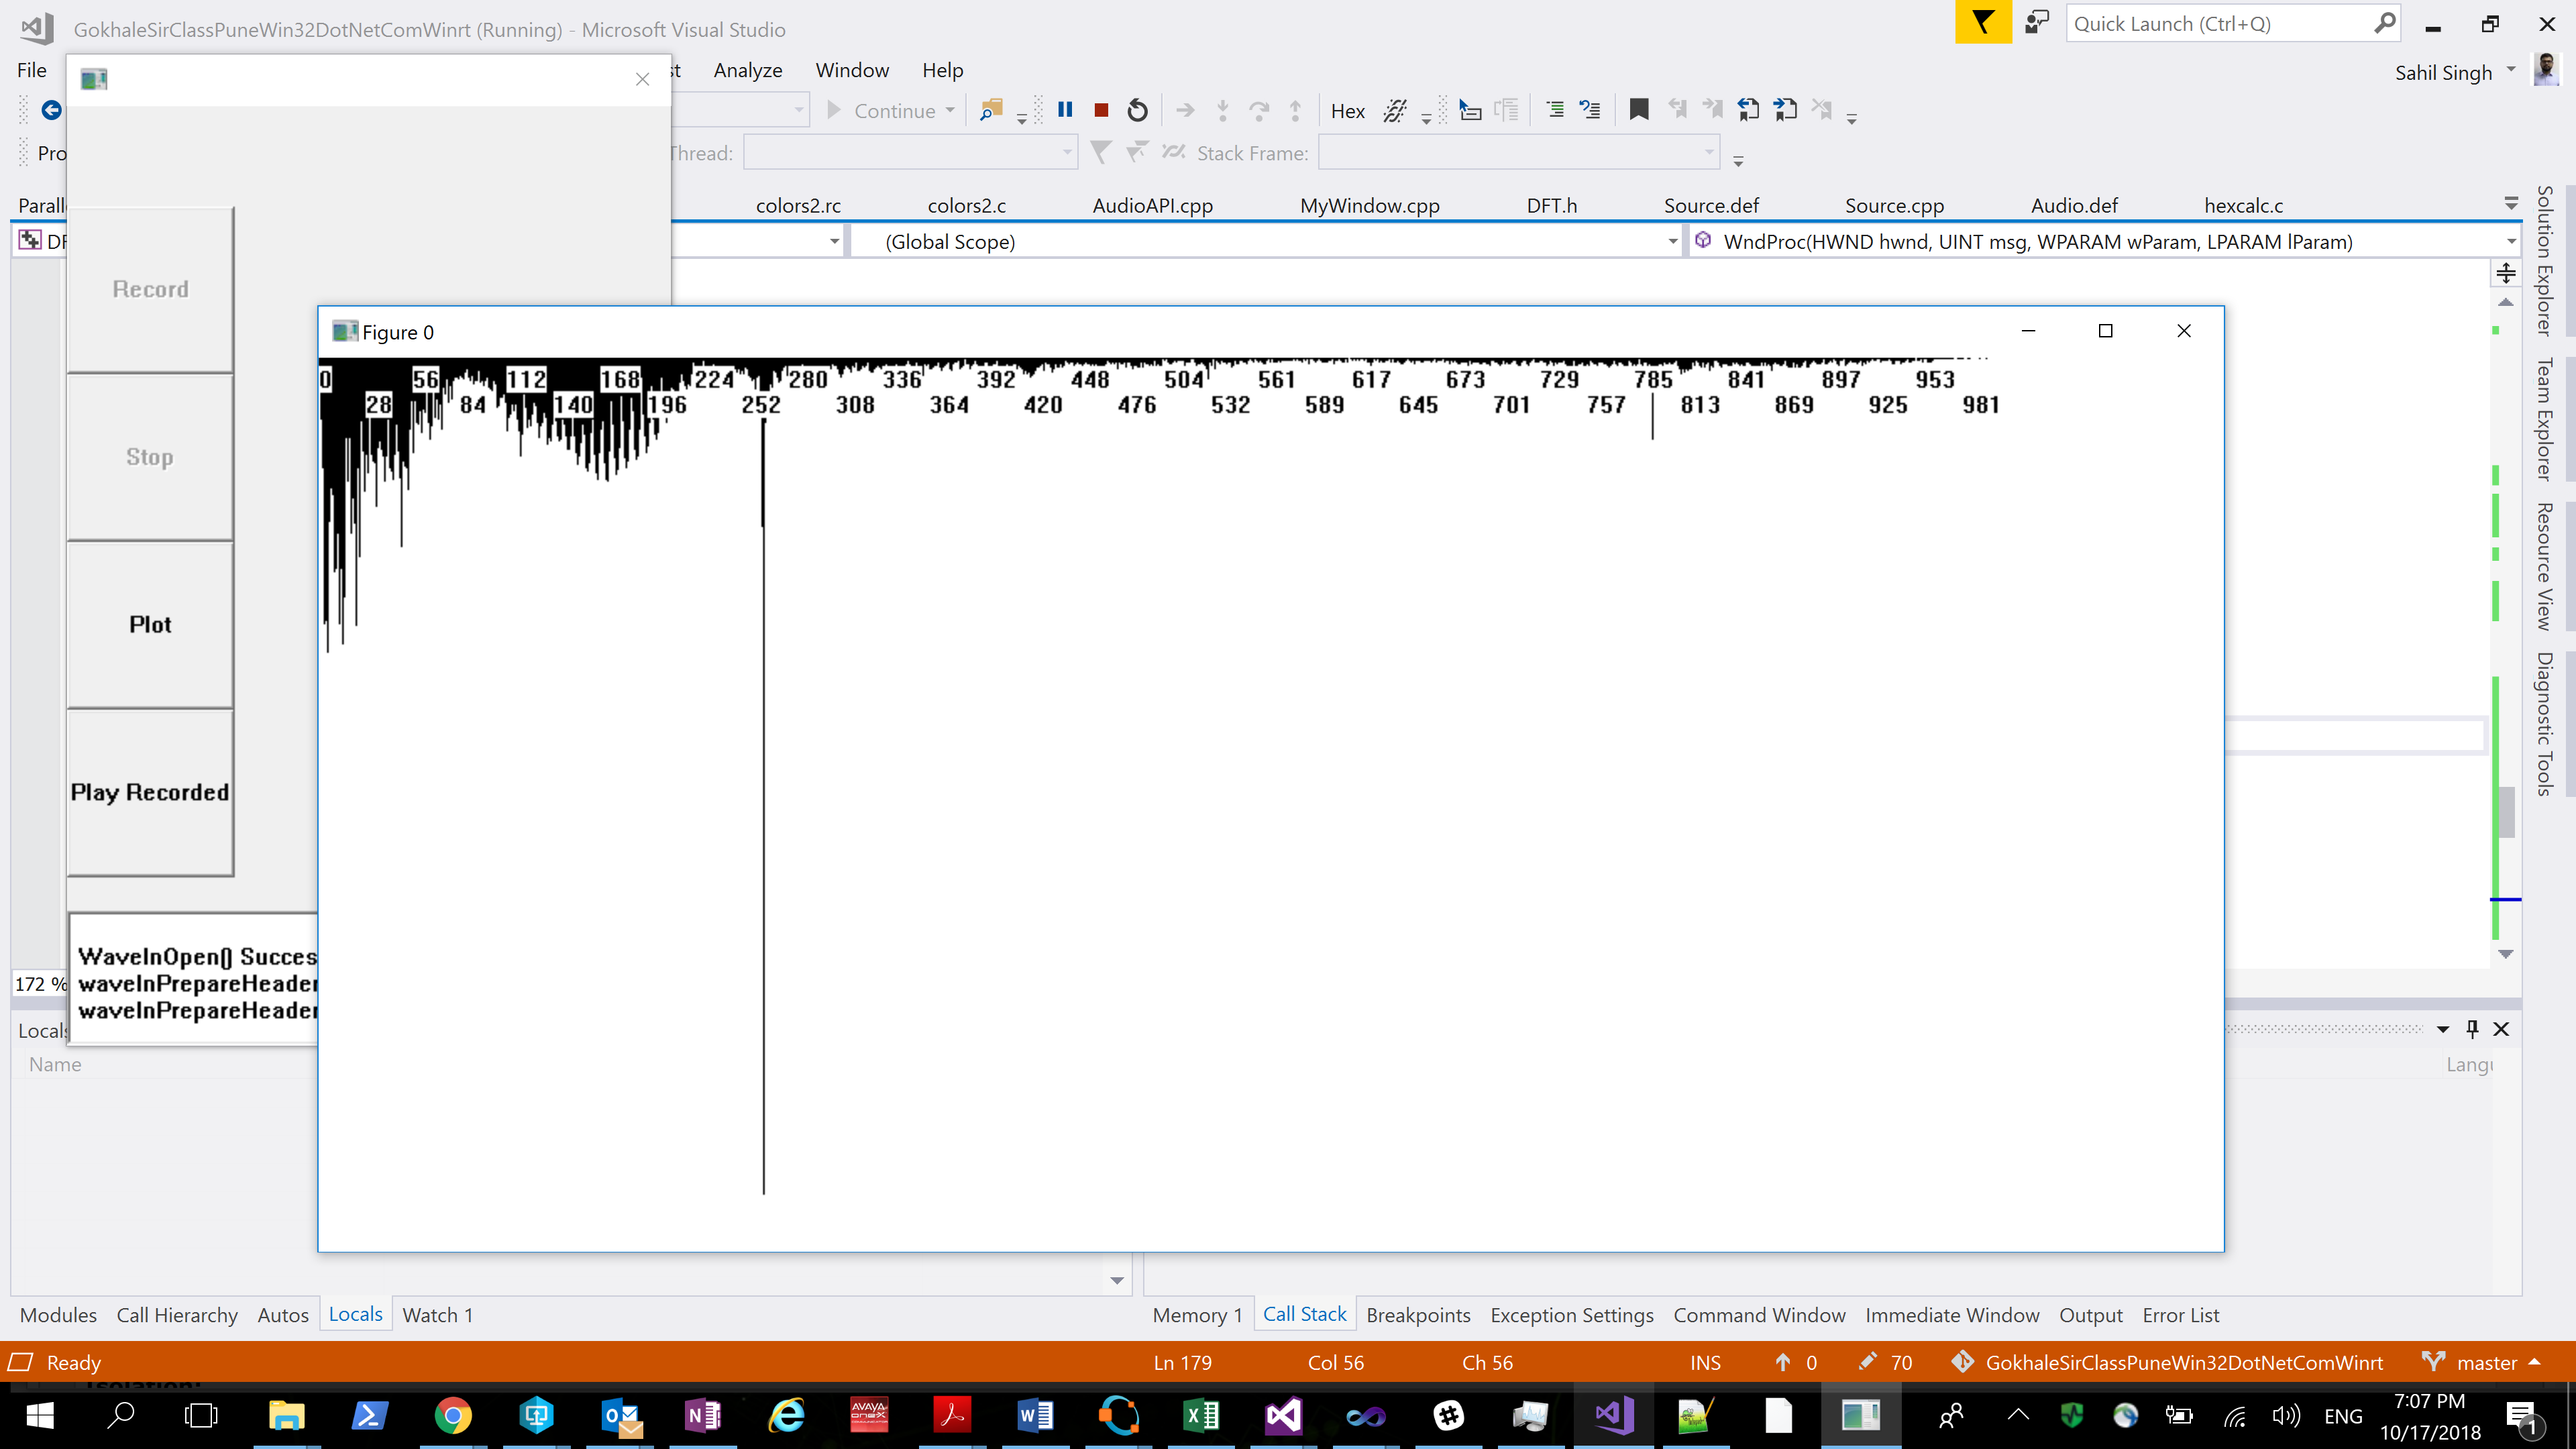 GokhaleSirClassPuneWin32DotNetComWinrt (Running) - Microsoft Visual Studio
Quick Launch (Ctrl+Q)
File
st Analyze Window Help
Sahil Singh
Continue
Hex
Pro
Thread:
Stack Frame:
Paralle
colors2.rc colors2.c AudioAPI.cpp MyWindow.cpp DFT.h Source.def Source.cpp Audio.def hexcalc.c
DF
(Global Scope)
WndProc(HWND hwnd, UINT msg, WPARAM wParam, LPARAM lParam)
Solution Explorer
Team Explorer
Resource View
Diagnostic Tools
Record
Stop
Plot
Play Recorded
Figure 0
0 56 112 168 224 280 336 392 448 504 561 617 673 729 785 841 897 953
28 84 140 196 252 308 364 420 476 532 589 645 701 757 813 869 925 981
WaveInOpen() Succes
waveInPrepareHeader
waveInPrepareHeader
172 %
Locals
Name
Langu
Modules Call Hierarchy Autos Locals Watch 1
Memory 1 Call Stack Breakpoints Exception Settings Command Window Immediate Window Output Error List
Ready
Ln 179 Col 56 Ch 56 INS 0 70 GokhaleSirClassPuneWin32DotNetComWinrt master
AVAYA
one-X
ENG
7:07 PM
10/17/2018
1